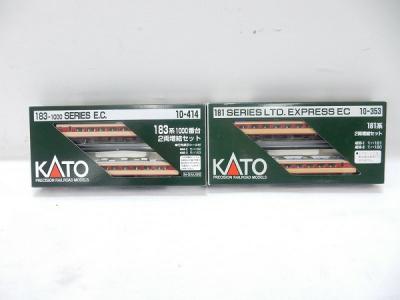 183-1000 SERIES E.C. 10-414
183系1000番台
2両増結セット
KATO
PRECISION RAILROAD MODELS
181 SERIES LTD. EXPRESS EC 10-353
181系
2両増結セット
KATO
PRECISION RAILROAD MODELS